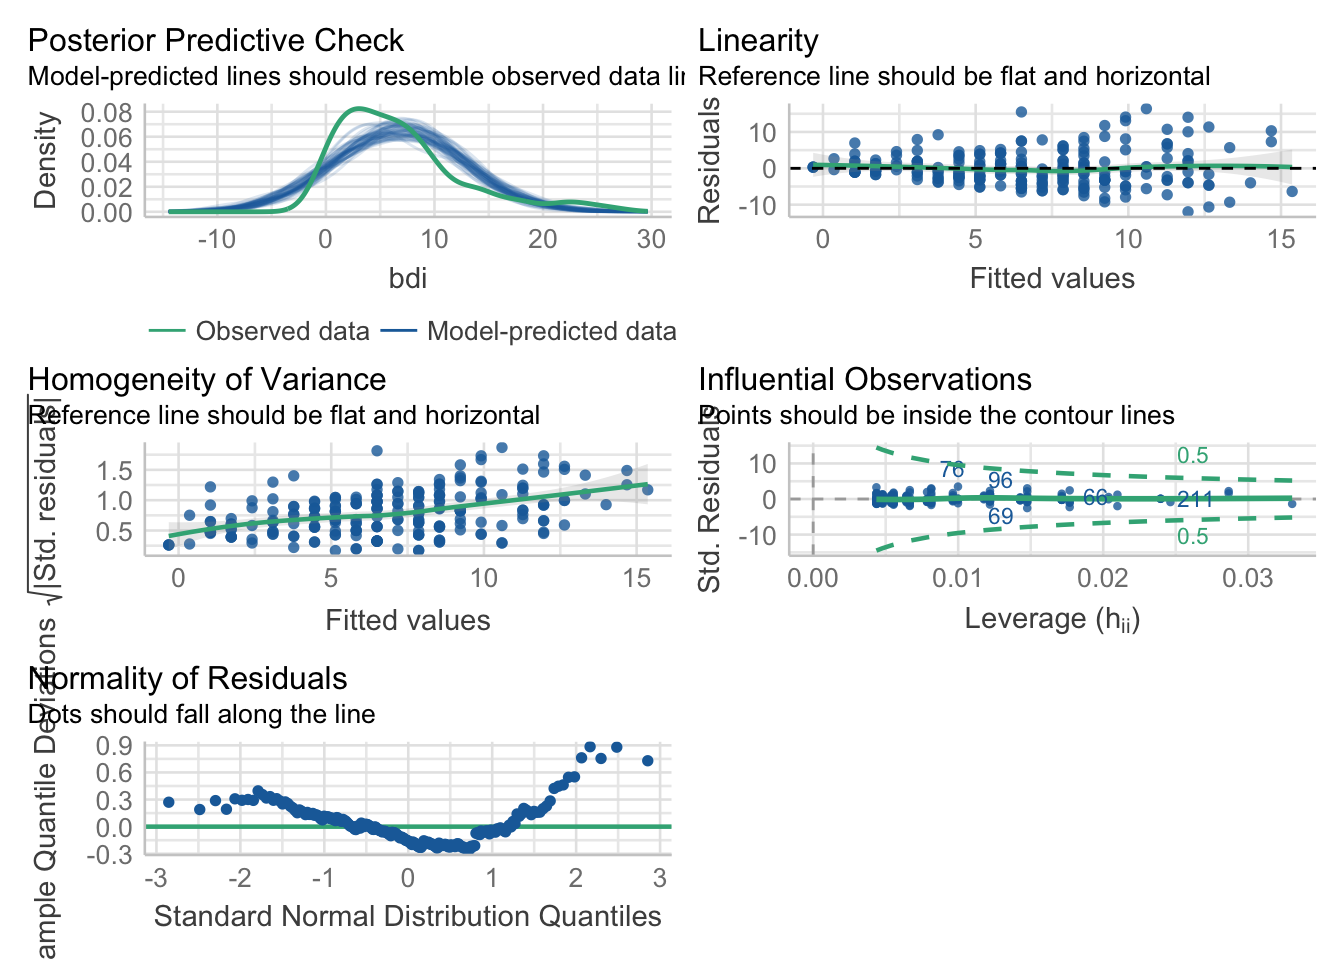 Posterior Predictive Check
Model-predicted lines should resemble observed data lir
Density
0.08
0.06
0.04
0.02
0.00
-10 0 10 20 30
bdi
Observed data Model-predicted data
Linearity
Reference line should be flat and horizontal
Residuals
10
0
-10
0 5 10 15
Fitted values
Homogeneity of Variance
Reference line should be flat and horizontal
√|Std. residuals|
1.5
1.0
0.5
0 5 10 15
Fitted values
Influential Observations
Points should be inside the contour lines
Std. Residuals
10
0
-10
0.5
76
96
66
211
69
0.5
0.00 0.01 0.02 0.03
Leverage (hii)
Normality of Residuals
Dots should fall along the line
ample Quantile Deviations
0.9
0.6
0.3
0.0
-0.3
-3 -2 -1 0 1 2 3
Standard Normal Distribution Quantiles